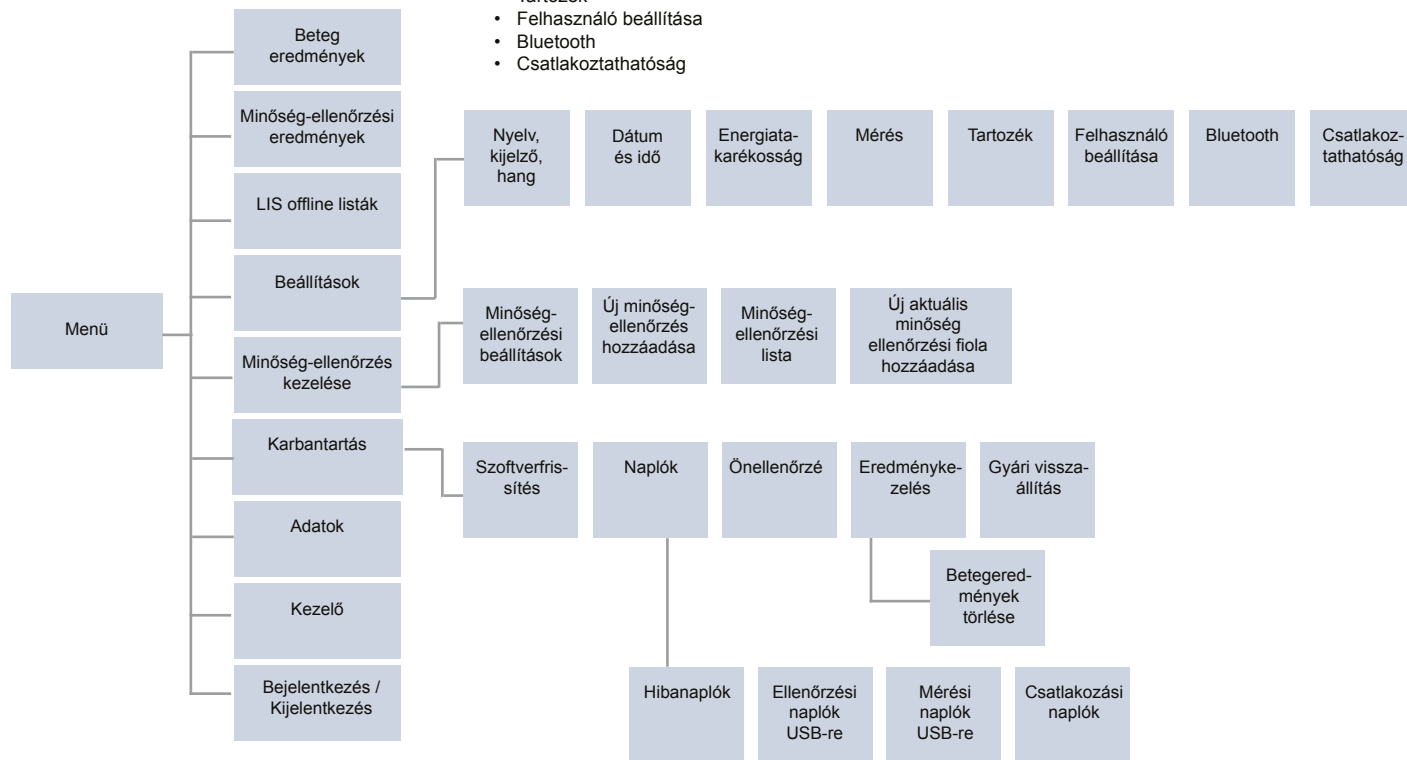 Tartozék
• Felhasználó beállítása
• Bluetooth
• Csatlakoztathatóság
Beteg
eredmények
Minőség-ellenőrzési
eredmények
LIS offline listák
Beállítások
Menü
Minőség-ellenőrzés
kezelése
Karbantartás
Adatok
Kezelő
Bejelentkezés /
Kijelentkezés
Nyelv,
kijelző,
hang
Dátum
és idő
Energiata-
karékosság
Mérés
Tartozék
Felhasználó
beállítása
Bluetooth
Csatlakoz-
tathatóság
Minőség-
ellenőrzési
beállítások
Új minőség-
ellenőrzés
hozzáadása
Minőség-
ellenőrzési
lista
Új aktuális
minőség
ellenőrzési fiola
hozzáadása
Szoftverfris-
sítés
Naplók
Önellenőrzé
Eredményke-
zelés
Gyári vissza-
állítás
Betegered-
mények
törlése
Hibanaplók
Ellenőrzési
naplók
USB-re
Mérési
naplók
USB-re
Csatlakozási
naplók